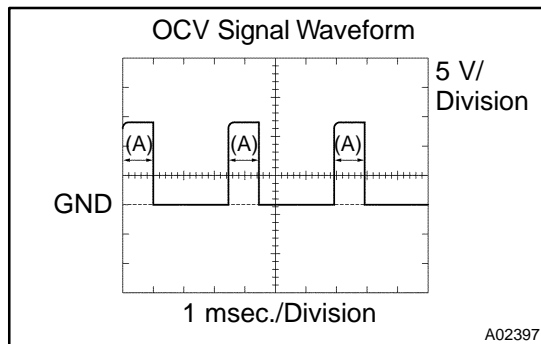 OCV Signal Waveform
5 V/
Division
(A) (A) (A)
GND
1 msec./Division
A02397